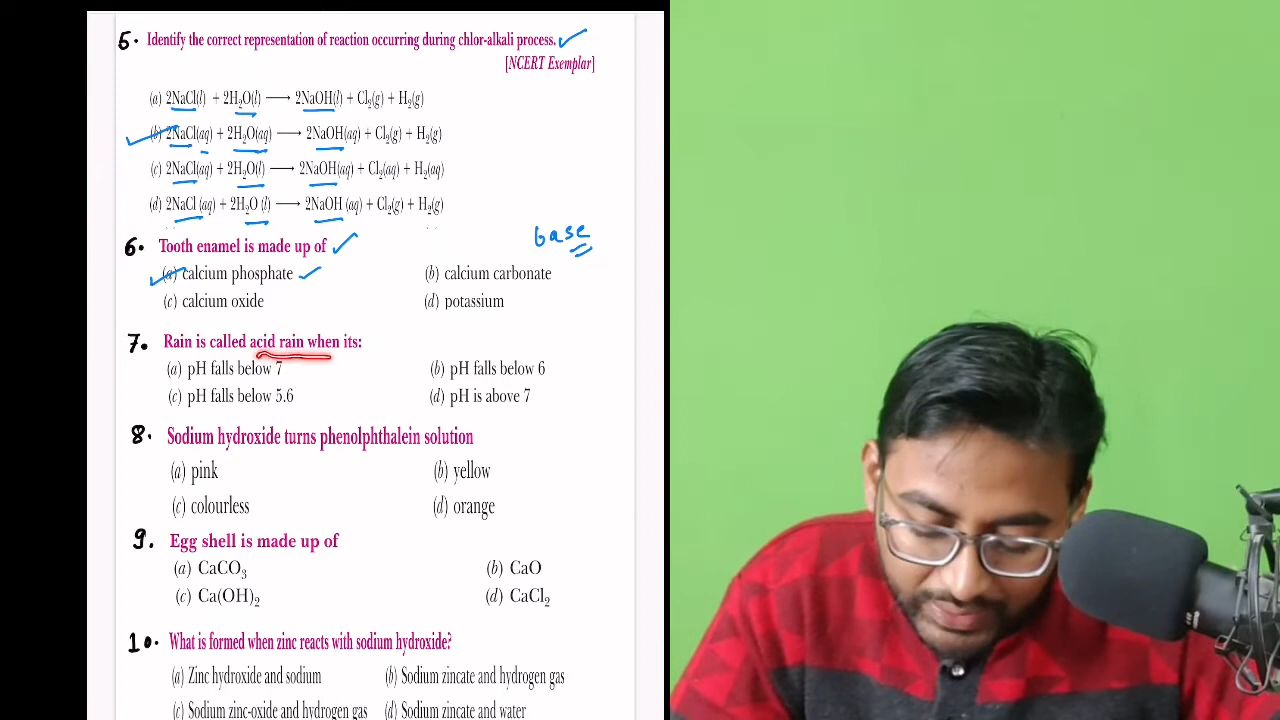 5. Identify the correct representation of reaction occurring during chlor-alkali process.
[NCERT Exemplar]
(a) 2NaCl(l) + 2H₂O(l) ⟶ 2NaOH(l) + Cl₂(g) + H₂(g)
(b) 2NaCl(aq) + 2H₂O(aq) ⟶ 2NaOH(aq) + Cl₂(g) + H₂(g)
(c) 2NaCl(aq) + 2H₂O(l) ⟶ 2NaOH(aq) + Cl₂(aq) + H₂(aq)
(d) 2NaCl (aq) + 2H₂O (l) ⟶ 2NaOH (aq) + Cl₂(g) + H₂(g)
base
6. Tooth enamel is made up of
(a) calcium phosphate (b) calcium carbonate
(c) calcium oxide (d) potassium
7. Rain is called acid rain when its:
(a) pH falls below 7 (b) pH falls below 6
(c) pH falls below 5.6 (d) pH is above 7
8. Sodium hydroxide turns phenolphthalein solution
(a) pink (b) yellow
(c) colourless (d) orange
9. Egg shell is made up of
(a) CaCO₃ (b) CaO
(c) Ca(OH)₂ (d) CaCl₂
10. What is formed when zinc reacts with sodium hydroxide?
(a) Zinc hydroxide and sodium (b) Sodium zincate and hydrogen gas
(c) Sodium zinc-oxide and hydrogen gas (d) Sodium zincate and water